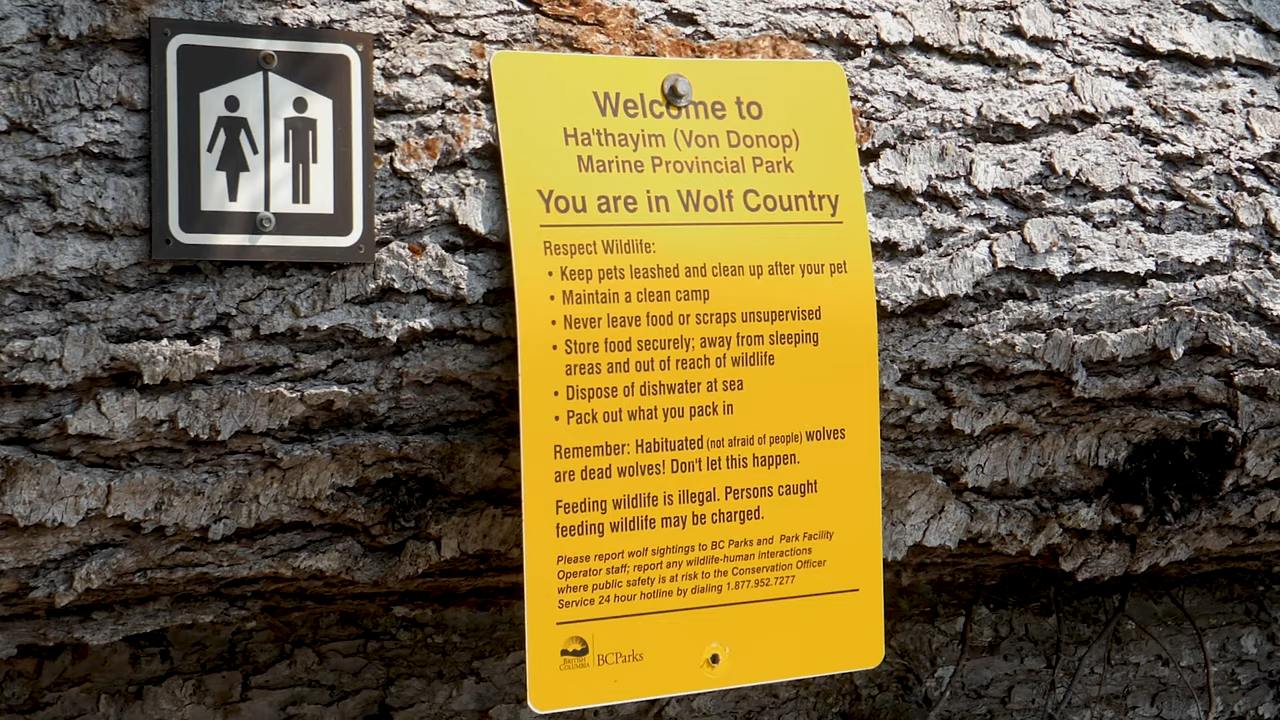 Welcome to
Ha'thayim (Von Donop)
Marine Provincial Park
You are in Wolf Country
Respect Wildlife:
• Keep pets leashed and clean up after your pet
• Maintain a clean camp
• Never leave food or scraps unsupervised
• Store food securely; away from sleeping
areas and out of reach of wildlife
• Dispose of dishwater at sea
• Pack out what you pack in
Remember: Habituated (not afraid of people) wolves
are dead wolves! Don't let this happen.
Feeding wildlife is illegal. Persons caught
feeding wildlife may be charged.
Please report wolf sightings to BC Parks and Park Facility
Operator staff; report any wildlife-human interactions
where public safety is at risk to the Conservation Officer
Service 24 hour hotline by dialing 1.877.952.7277
British
Columbia
BCParks